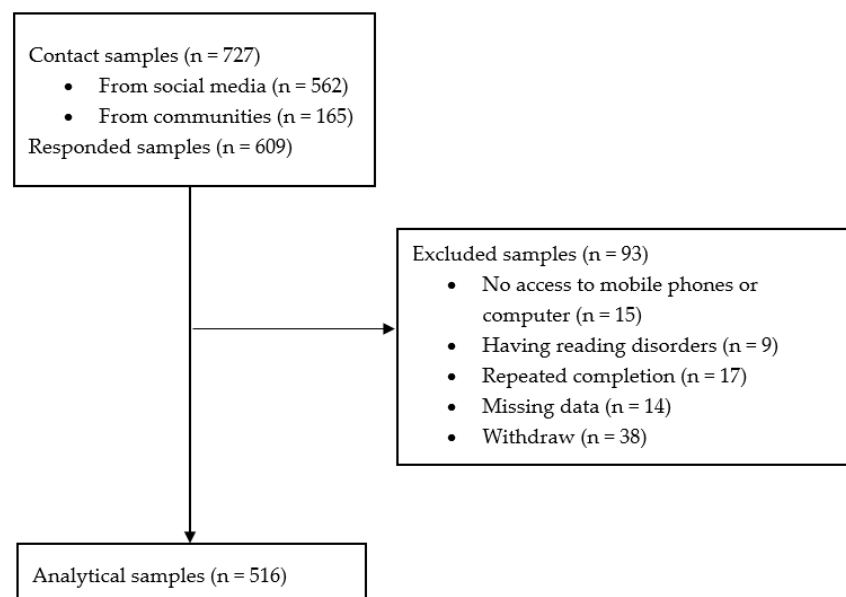 Contact samples (n = 727)
• From social media (n = 562)
• From communities (n = 165)
Responded samples (n = 609)
Excluded samples (n = 93)
• No access to mobile phones or
computer (n = 15)
• Having reading disorders (n = 9)
• Repeated completion (n = 17)
• Missing data (n = 14)
• Withdraw (n = 38)
Analytical samples (n = 516)